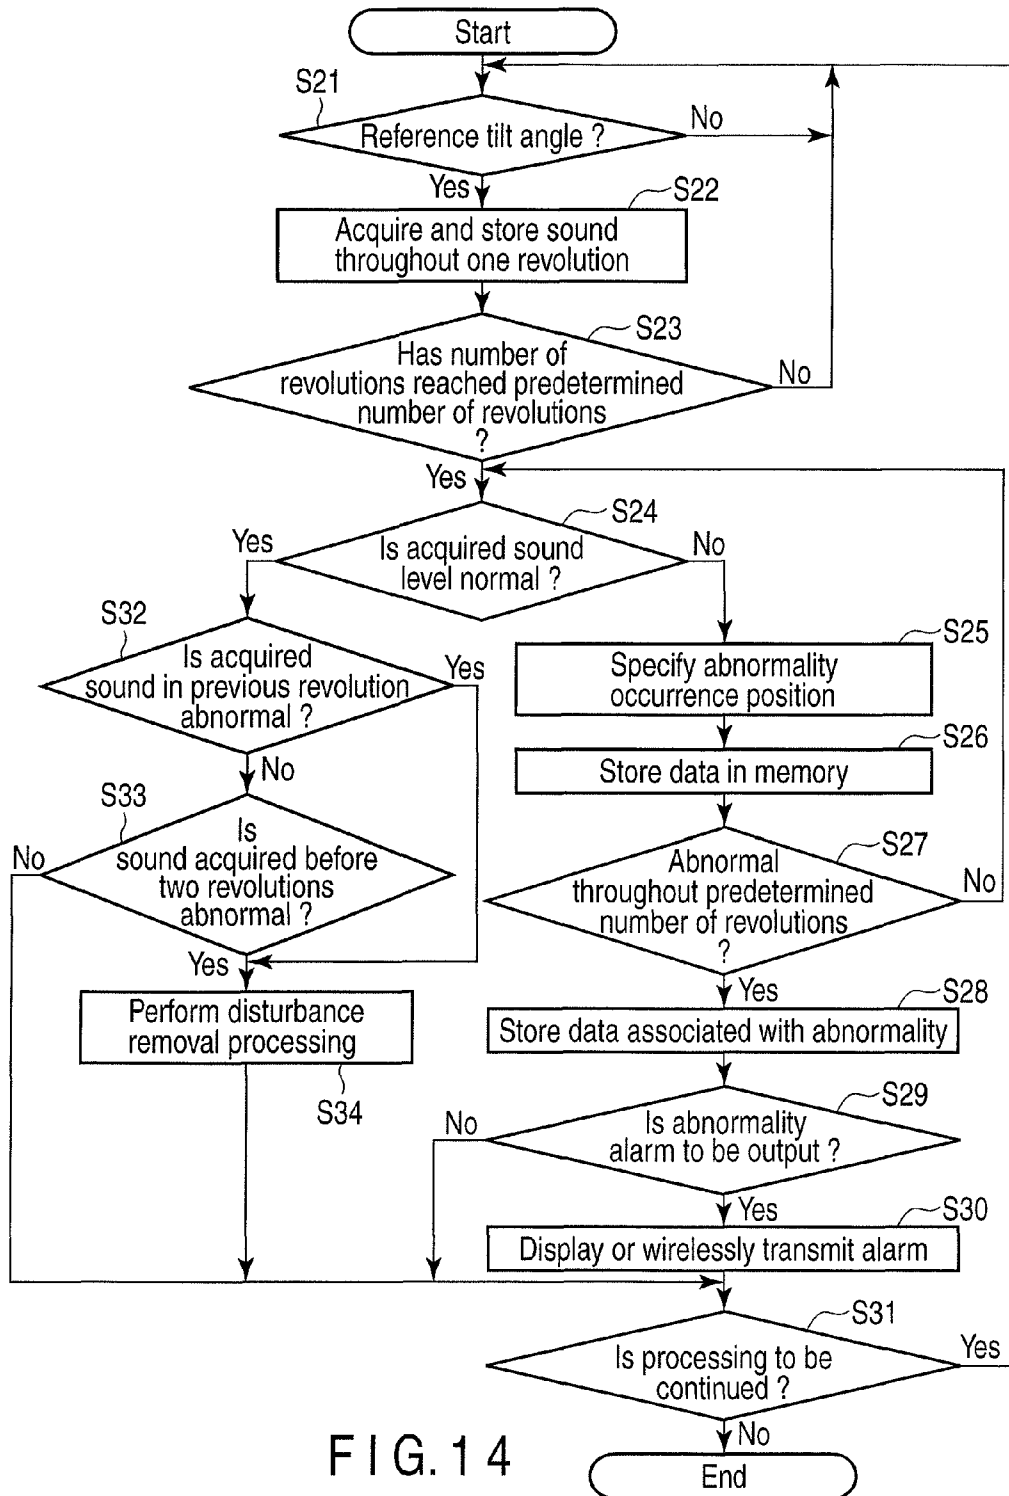 Start
S21
Reference tilt angle ?
No
Yes
S22
Acquire and store sound
throughout one revolution
S23
Has number of
revolutions reached predetermined
number of revolutions
?
No
Yes
S24
Is acquired sound
level normal ?
Yes
No
S32
Is acquired
sound in previous revolution
abnormal ?
Yes
No
S33
Is
sound acquired before
two revolutions
abnormal ?
No
Yes
Perform disturbance
removal processing
S34
S25
Specify abnormality
occurrence position
S26
Store data in memory
S27
Abnormal
throughout predetermined
number of revolutions
?
No
Yes
S28
Store data associated with abnormality
S29
Is abnormality
alarm to be output ?
No
Yes
S30
Display or wirelessly transmit alarm
S31
Is processing to be
continued ?
Yes
No
End
FIG. 14